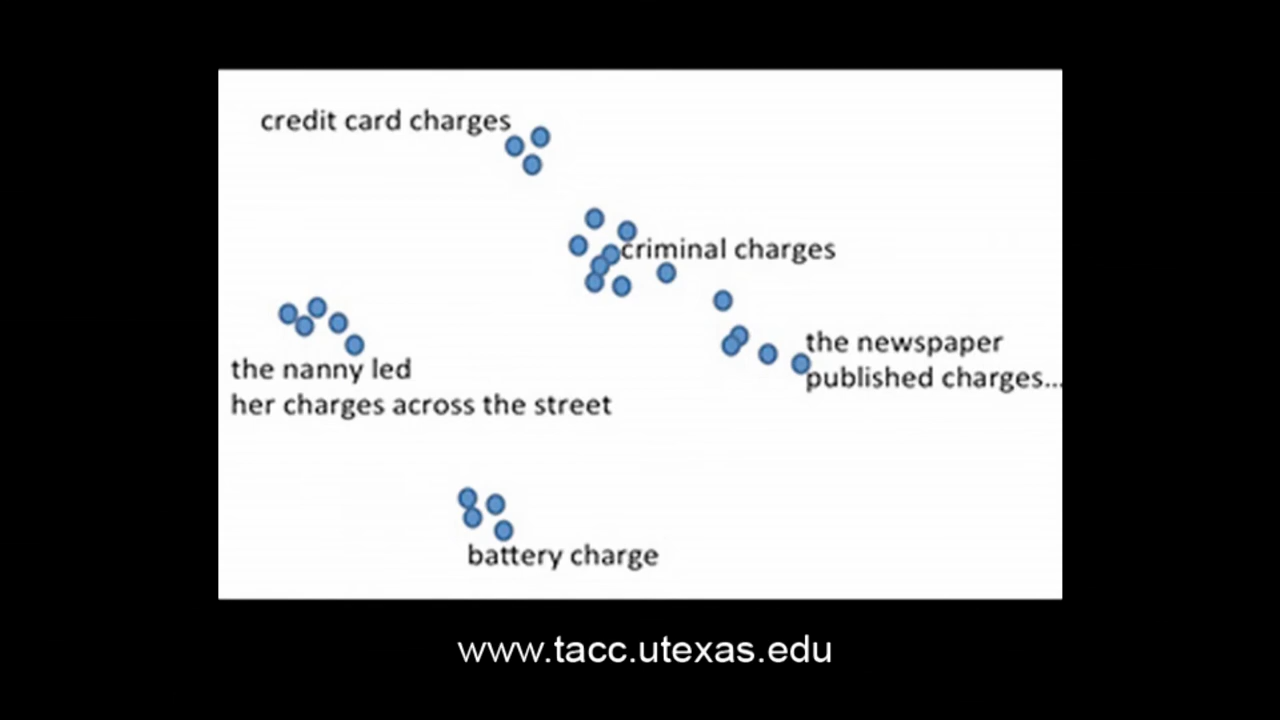 credit card charges
criminal charges
the newspaper
published charges...
the nanny led
her charges across the street
battery charge
www.tacc.utexas.edu